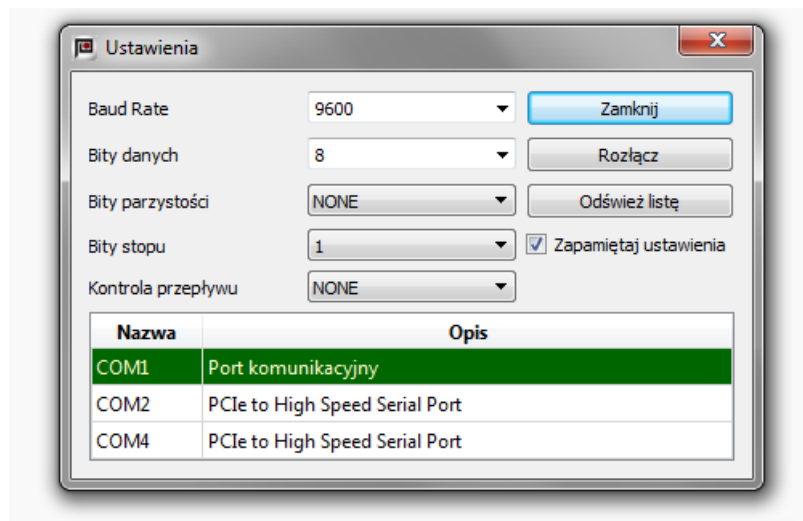 Ustawienia
Baud Rate 9600 Zamknij
Bity danych 8 Rozłącz
Bity parzystości NONE Odśwież listę
Bity stopu 1 Zapamiętaj ustawienia
Kontrola przepływu NONE
Nazwa Opis
COM1 Port komunikacyjny
COM2 PCIe to High Speed Serial Port
COM4 PCIe to High Speed Serial Port